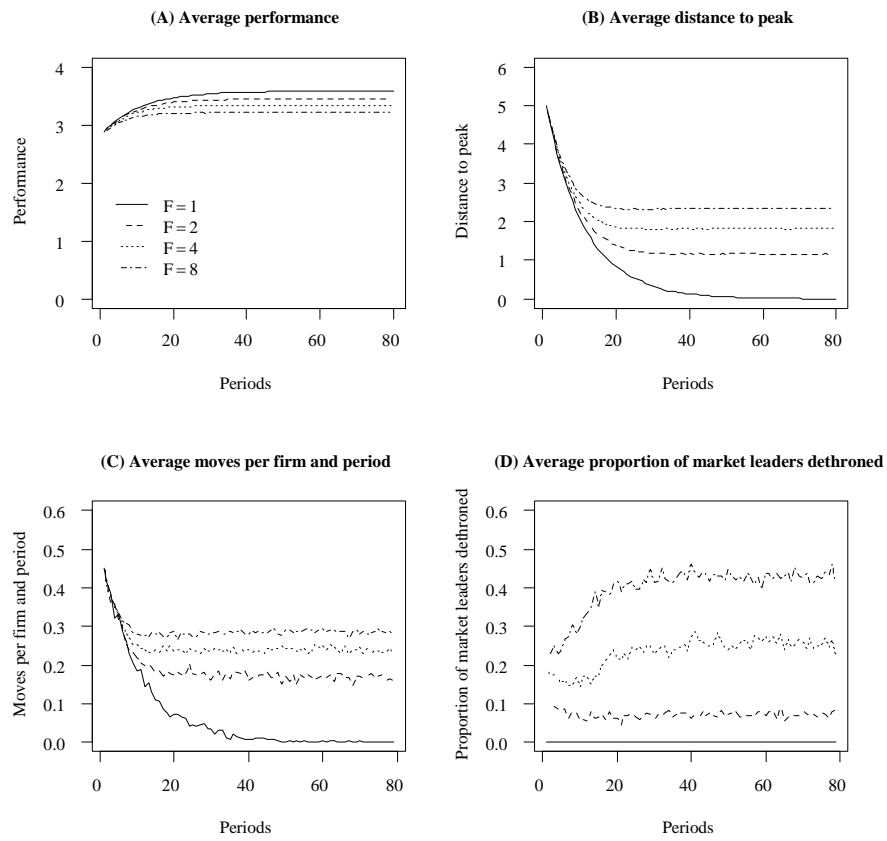 (A) Average performance
Performance
4
3
2
1
0
F = 1
F = 2
F = 4
F = 8
0 20 40 60 80
Periods
(B) Average distance to peak
Distance to peak
6
5
4
3
2
1
0
0 20 40 60 80
Periods
(C) Average moves per firm and period
Moves per firm and period
0.6
0.5
0.4
0.3
0.2
0.1
0.0
0 20 40 60 80
Periods
(D) Average proportion of market leaders dethroned
Proportion of market leaders dethroned
0.6
0.5
0.4
0.3
0.2
0.1
0.0
0 20 40 60 80
Periods